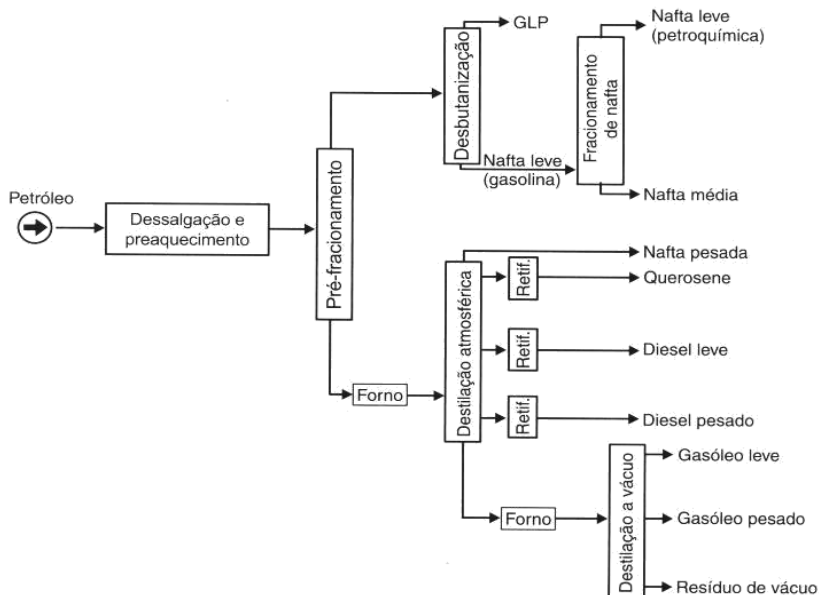 Petróleo
Dessalgação e
preaquecimento
Pré-fracionamento
Desbutanização
GLP
Nafta leve
(gasolina)
Fracionamento
de nafta
Nafta leve
(petroquímica)
Nafta média
Forno
Destilação atmosférica
Nafta pesada
Retif.
Querosene
Retif.
Diesel leve
Retif.
Diesel pesado
Forno
Destilação a vácuo
Gasóleo leve
Gasóleo pesado
Resíduo de vácuo